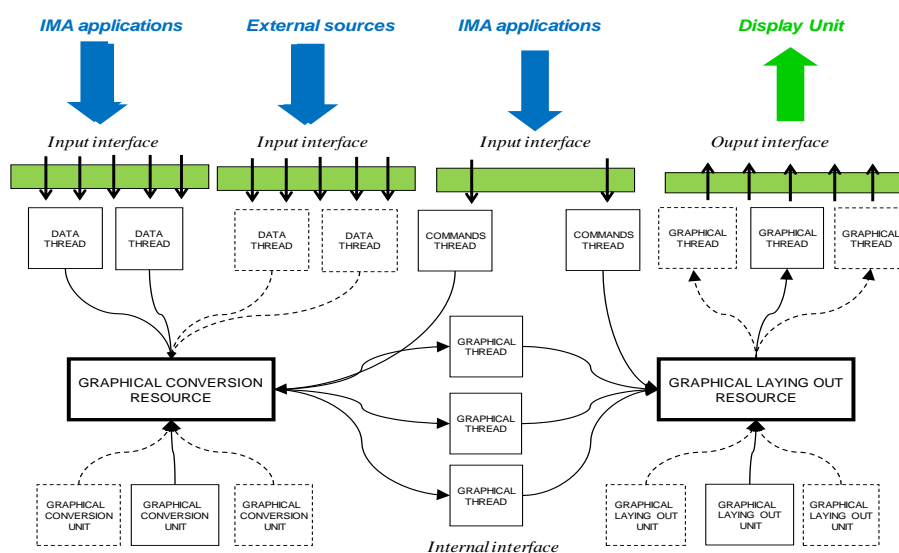 IMA applications
External sources
IMA applications
Display Unit
Input interface
Input interface
Input interface
Ouput interface
DATA
THREAD
DATA
THREAD
DATA
THREAD
DATA
THREAD
COMMANDS
THREAD
COMMANDS
THREAD
GRAPHICAL
THREAD
GRAPHICAL
THREAD
GRAPHICAL
THREAD
GRAPHICAL
THREAD
GRAPHICAL CONVERSION
RESOURCE
GRAPHICAL
THREAD
GRAPHICAL LAYING OUT
RESOURCE
GRAPHICAL
THREAD
GRAPHICAL
CONVERSION
UNIT
GRAPHICAL
CONVERSION
UNIT
GRAPHICAL
CONVERSION
UNIT
GRAPHICAL
LAYING OUT
UNIT
GRAPHICAL
LAYING OUT
UNIT
GRAPHICAL
LAYING OUT
UNIT
Internal interface